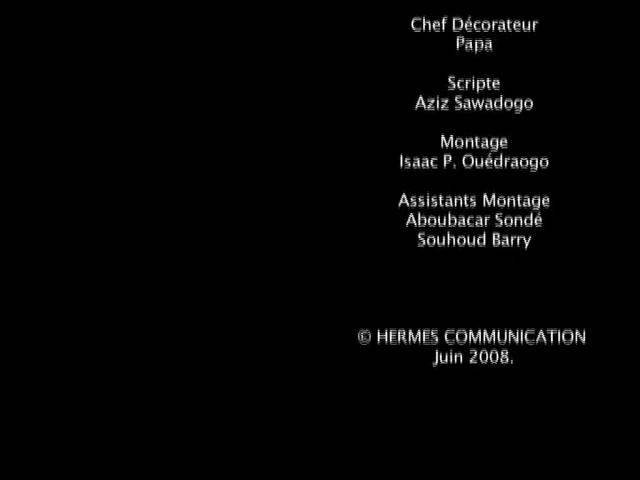 Chef Décorateur
Papa
Scripte
Aziz Sawadogo
Montage
Isaac P. Ouédraogo
Assistants Montage
Aboubacar Sondé
Souhoud Barry
© HERMES COMMUNICATION
Juin 2008.